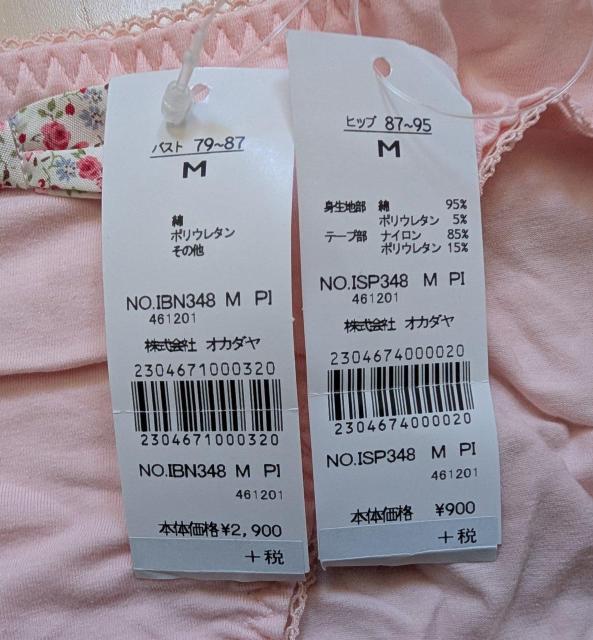 バスト 79~87
M
綿
ポリウレタン
その他
NO.IBN348 M PI
461201
株式会社 オカダヤ
2304671000320
2304671000320
NO.IBN348 M PI
461201
本体価格¥2,900
+税
ヒップ 87~95
M
身生地部 綿 95%
ポリウレタン 5%
テープ部 ナイロン 85%
ポリウレタン 15%
NO.ISP348 M PI
461201
株式会社 オカダヤ
2304674000020
2304674000020
NO.ISP348 M PI
461201
本体価格 ¥900
+税